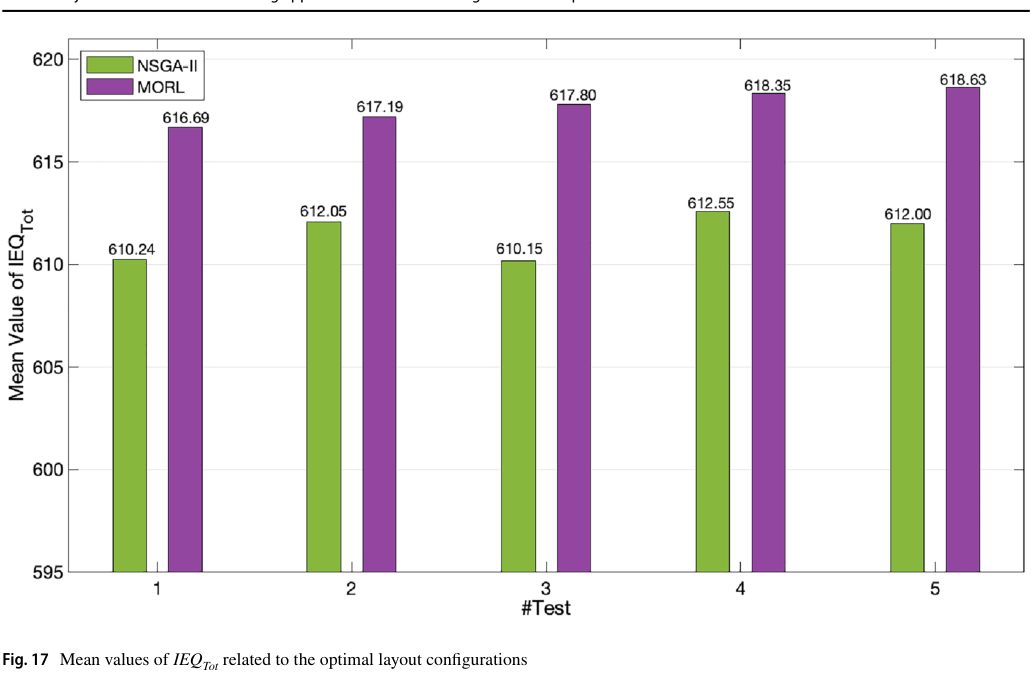 620
NSGA-II
MORL
616.69
617.19
617.80
618.35
618.63
615
610.24
612.05
610.15
612.55
612.00
610
605
600
595
Mean Value of IEQ_Tot
1 2 3 4 5
#Test
Fig. 17 Mean values of IEQ_Tot related to the optimal layout configurations